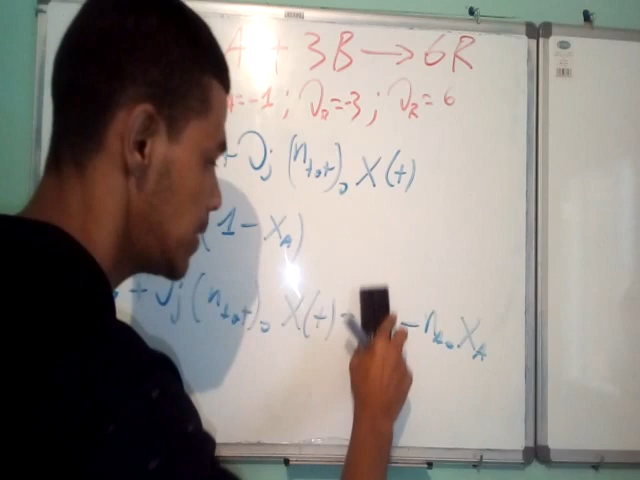 A + 3B → 6R
A = -1 ; ν_B = -3 ; ν_R = 6
+ ν_j (n_tot)_0 X(t)
(1 - X_A)
+ ν_j (n_tot)_0 X(t) - n_A0 X_A